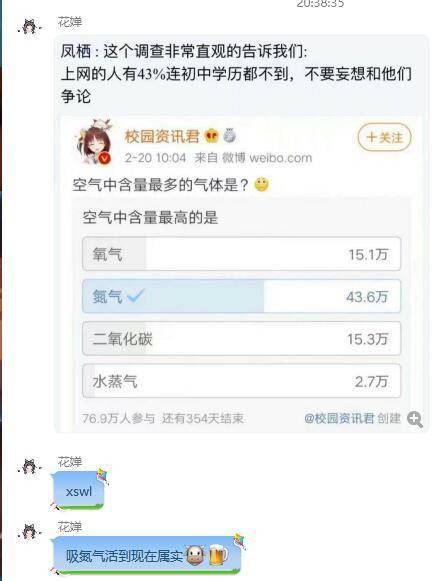 20:38:35
花婵
凤栖 : 这个调查非常直观的告诉我们:
上网的人有43%连初中学历都不到，不要妄想和他们
争论
校园资讯君
+关注
2-20 10:04 来自 微博 weibo.com
空气中含量最多的气体是？
空气中含量最高的是
氧气 15.1万
氮气 43.6万
二氧化碳 15.3万
水蒸气 2.7万
76.9万人参与 还有354天结束 @校园资讯君 创建
花婵
xswl
花婵
吸氮气活到现在属实